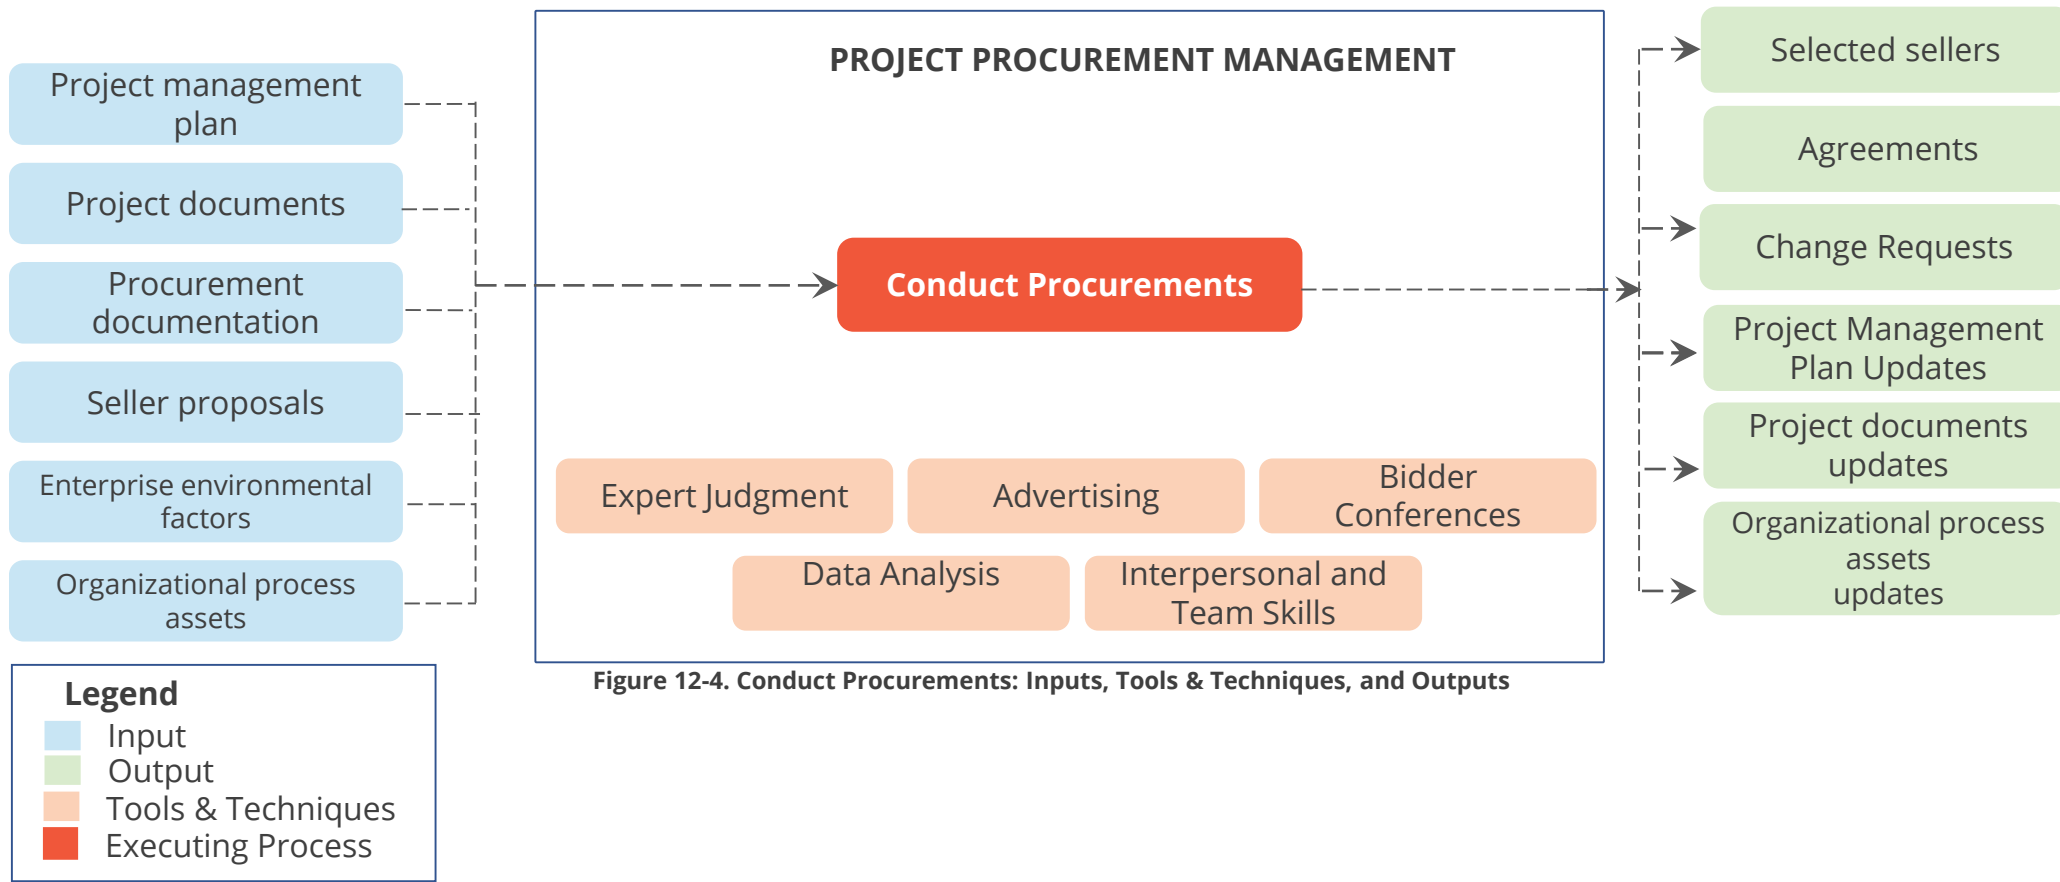 PROJECT PROCUREMENT MANAGEMENT
Project management
plan
Project documents
Procurement
documentation
Seller proposals
Enterprise environmental
factors
Organizational process
assets
Conduct Procurements
Expert Judgment
Advertising
Bidder
Conferences
Data Analysis
Interpersonal and
Team Skills
Selected sellers
Agreements
Change Requests
Project Management
Plan Updates
Project documents
updates
Organizational process
assets
updates
Figure 12-4. Conduct Procurements: Inputs, Tools & Techniques, and Outputs
Legend
Input
Output
Tools & Techniques
Executing Process